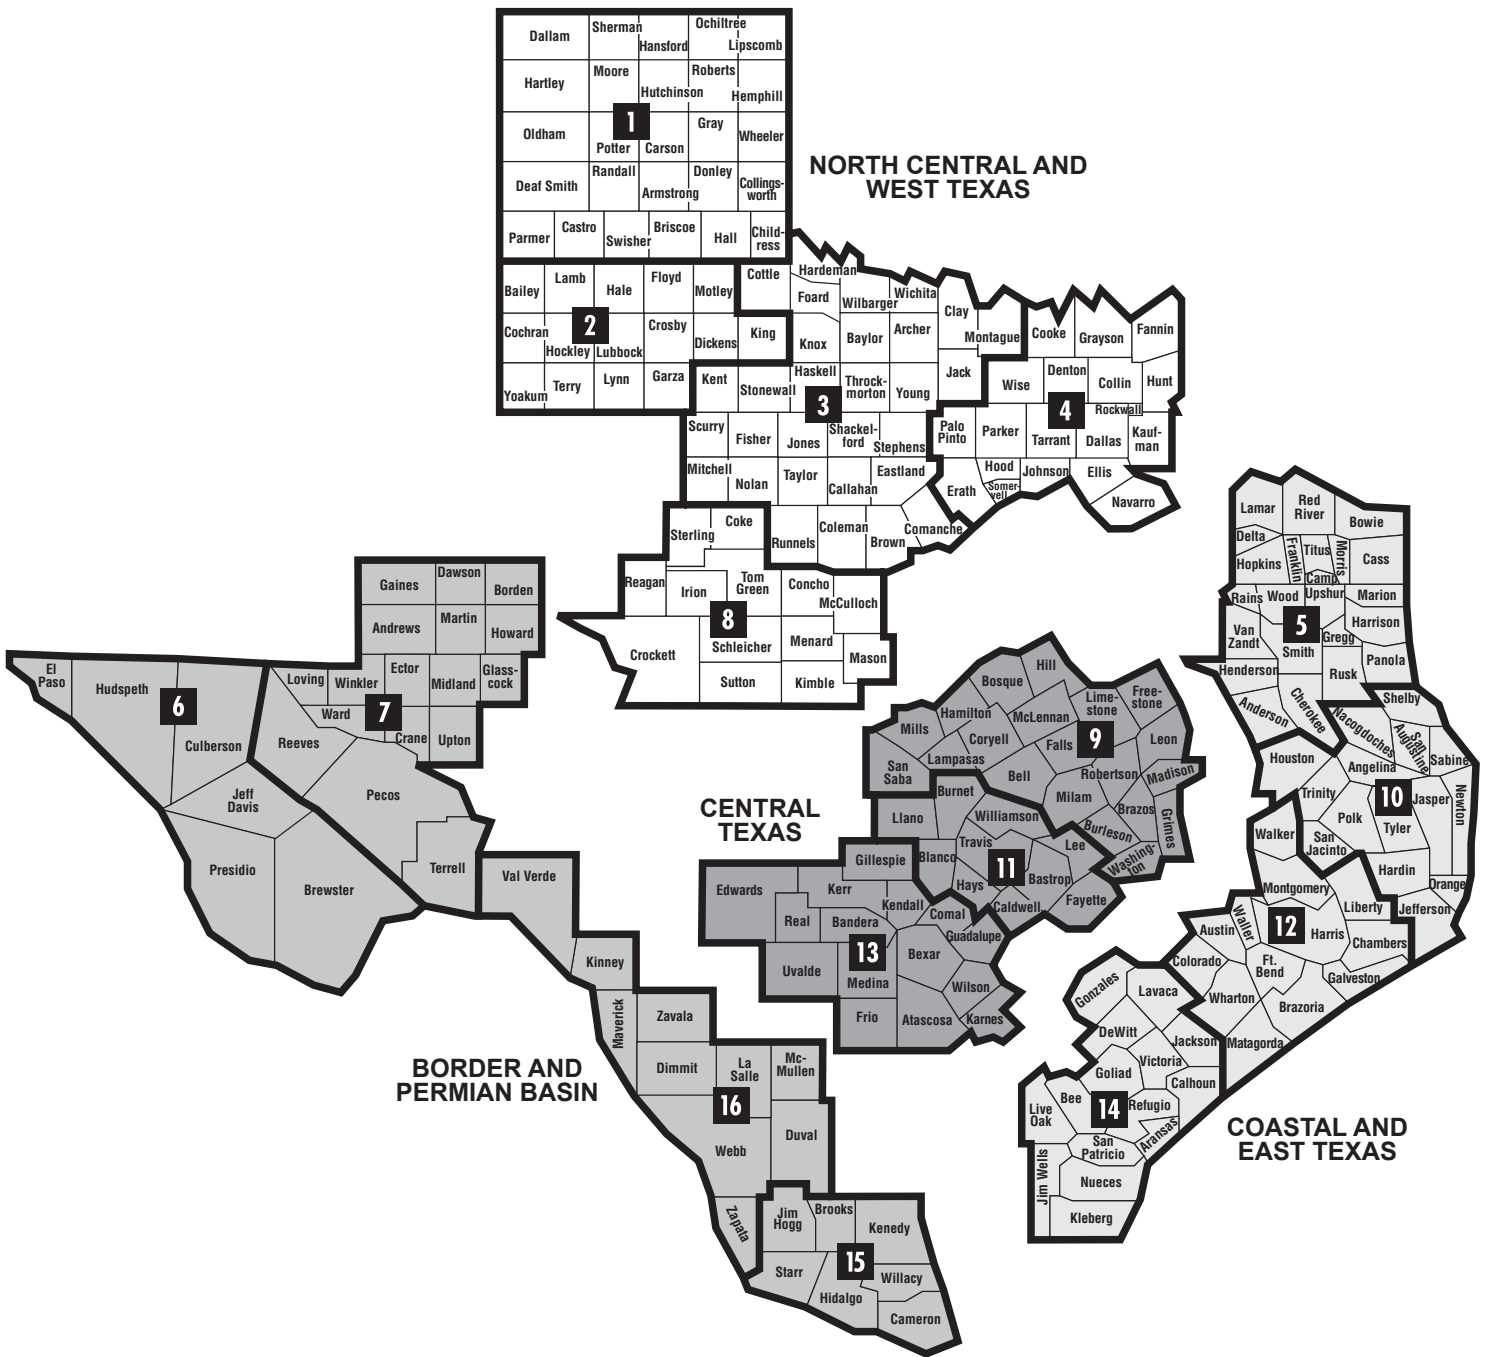 Dallam
Sherman
Hansford
Ochiltree
Lipscomb
Hartley
Moore
Hutchinson
Roberts
Hemphill
Oldham
1
Potter
Carson
Gray
Wheeler
Deaf Smith
Randall
Armstrong
Donley
Collings-
worth
Parmer
Castro
Swisher
Briscoe
Hall
Child-
ress
NORTH CENTRAL AND
WEST TEXAS
Bailey
Lamb
Hale
Floyd
Motley
Cochran
2
Hockley
Lubbock
Crosby
Dickens
King
Yoakum
Terry
Lynn
Garza
Cottle
Hardeman
Foard
Wilbarger
Wichita
Clay
Montague
Knox
Baylor
Archer
Jack
Kent
Stonewall
Haskell
3
Throck-
morton
Young
Scurry
Fisher
Jones
Shackel-
ford
Stephens
Mitchell
Nolan
Taylor
Callahan
Eastland
Runnels
Coleman
Brown
Comanche
Cooke
Grayson
Fannin
Wise
Denton
Collin
Hunt
4
Rockwall
Palo
Pinto
Parker
Tarrant
Dallas
Kauf-
man
Erath
Hood
Somer-
vell
Johnson
Ellis
Navarro
Sterling
Coke
Reagan
Irion
Tom
Green
Concho
McCulloch
8
Crockett
Schleicher
Menard
Mason
Sutton
Kimble
Lamar
Red
River
Bowie
Delta
Hopkins
Franklin
Titus
Morris
Cass
Camp
Rains
Wood
Upshur
Marion
5
Van
Zandt
Smith
Gregg
Harrison
Henderson
Rusk
Panola
Anderson
Cherokee
Shelby
Nacogdoches
San
Augustine
Sabine
Houston
Angelina
Trinity
10
Jasper
Newton
Polk
Tyler
San
Jacinto
Hardin
Orange
Jefferson
Walker
Montgomery
Liberty
Waller
12
Harris
Chambers
Austin
Colorado
Ft.
Bend
Galveston
Wharton
Brazoria
Matagorda
Gonzales
Lavaca
DeWitt
Jackson
Victoria
Goliad
Calhoun
Bee
14
Refugio
Live
Oak
Aransas
San
Patricio
Jim Wells
Nueces
Kleberg
COASTAL AND
EAST TEXAS
CENTRAL
TEXAS
Hill
Bosque
Lime-
stone
Free-
stone
Hamilton
McLennan
Mills
Coryell
Falls
9
Leon
Lampasas
San
Saba
Bell
Robertson
Madison
Milam
Brazos
Grimes
Burleson
Washing-
ton
Burnet
Llano
Williamson
Travis
Lee
Blanco
11
Hays
Bastrop
Caldwell
Fayette
Gillespie
Edwards
Kerr
Kendall
Real
Bandera
Comal
Guadalupe
13
Bexar
Uvalde
Medina
Wilson
Frio
Atascosa
Karnes
Gaines
Dawson
Borden
Andrews
Martin
Howard
Ector
Midland
Glass-
cock
Loving
Winkler
Ward
7
Crane
Upton
Reeves
Pecos
Terrell
El
Paso
Hudspeth
6
Culberson
Jeff
Davis
Presidio
Brewster
BORDER AND
PERMIAN BASIN
Val Verde
Kinney
Maverick
Zavala
Dimmit
La
Salle
Mc-
Mullen
16
Webb
Duval
Zapata
Jim
Hogg
Brooks
Kenedy
15
Starr
Hidalgo
Willacy
Cameron